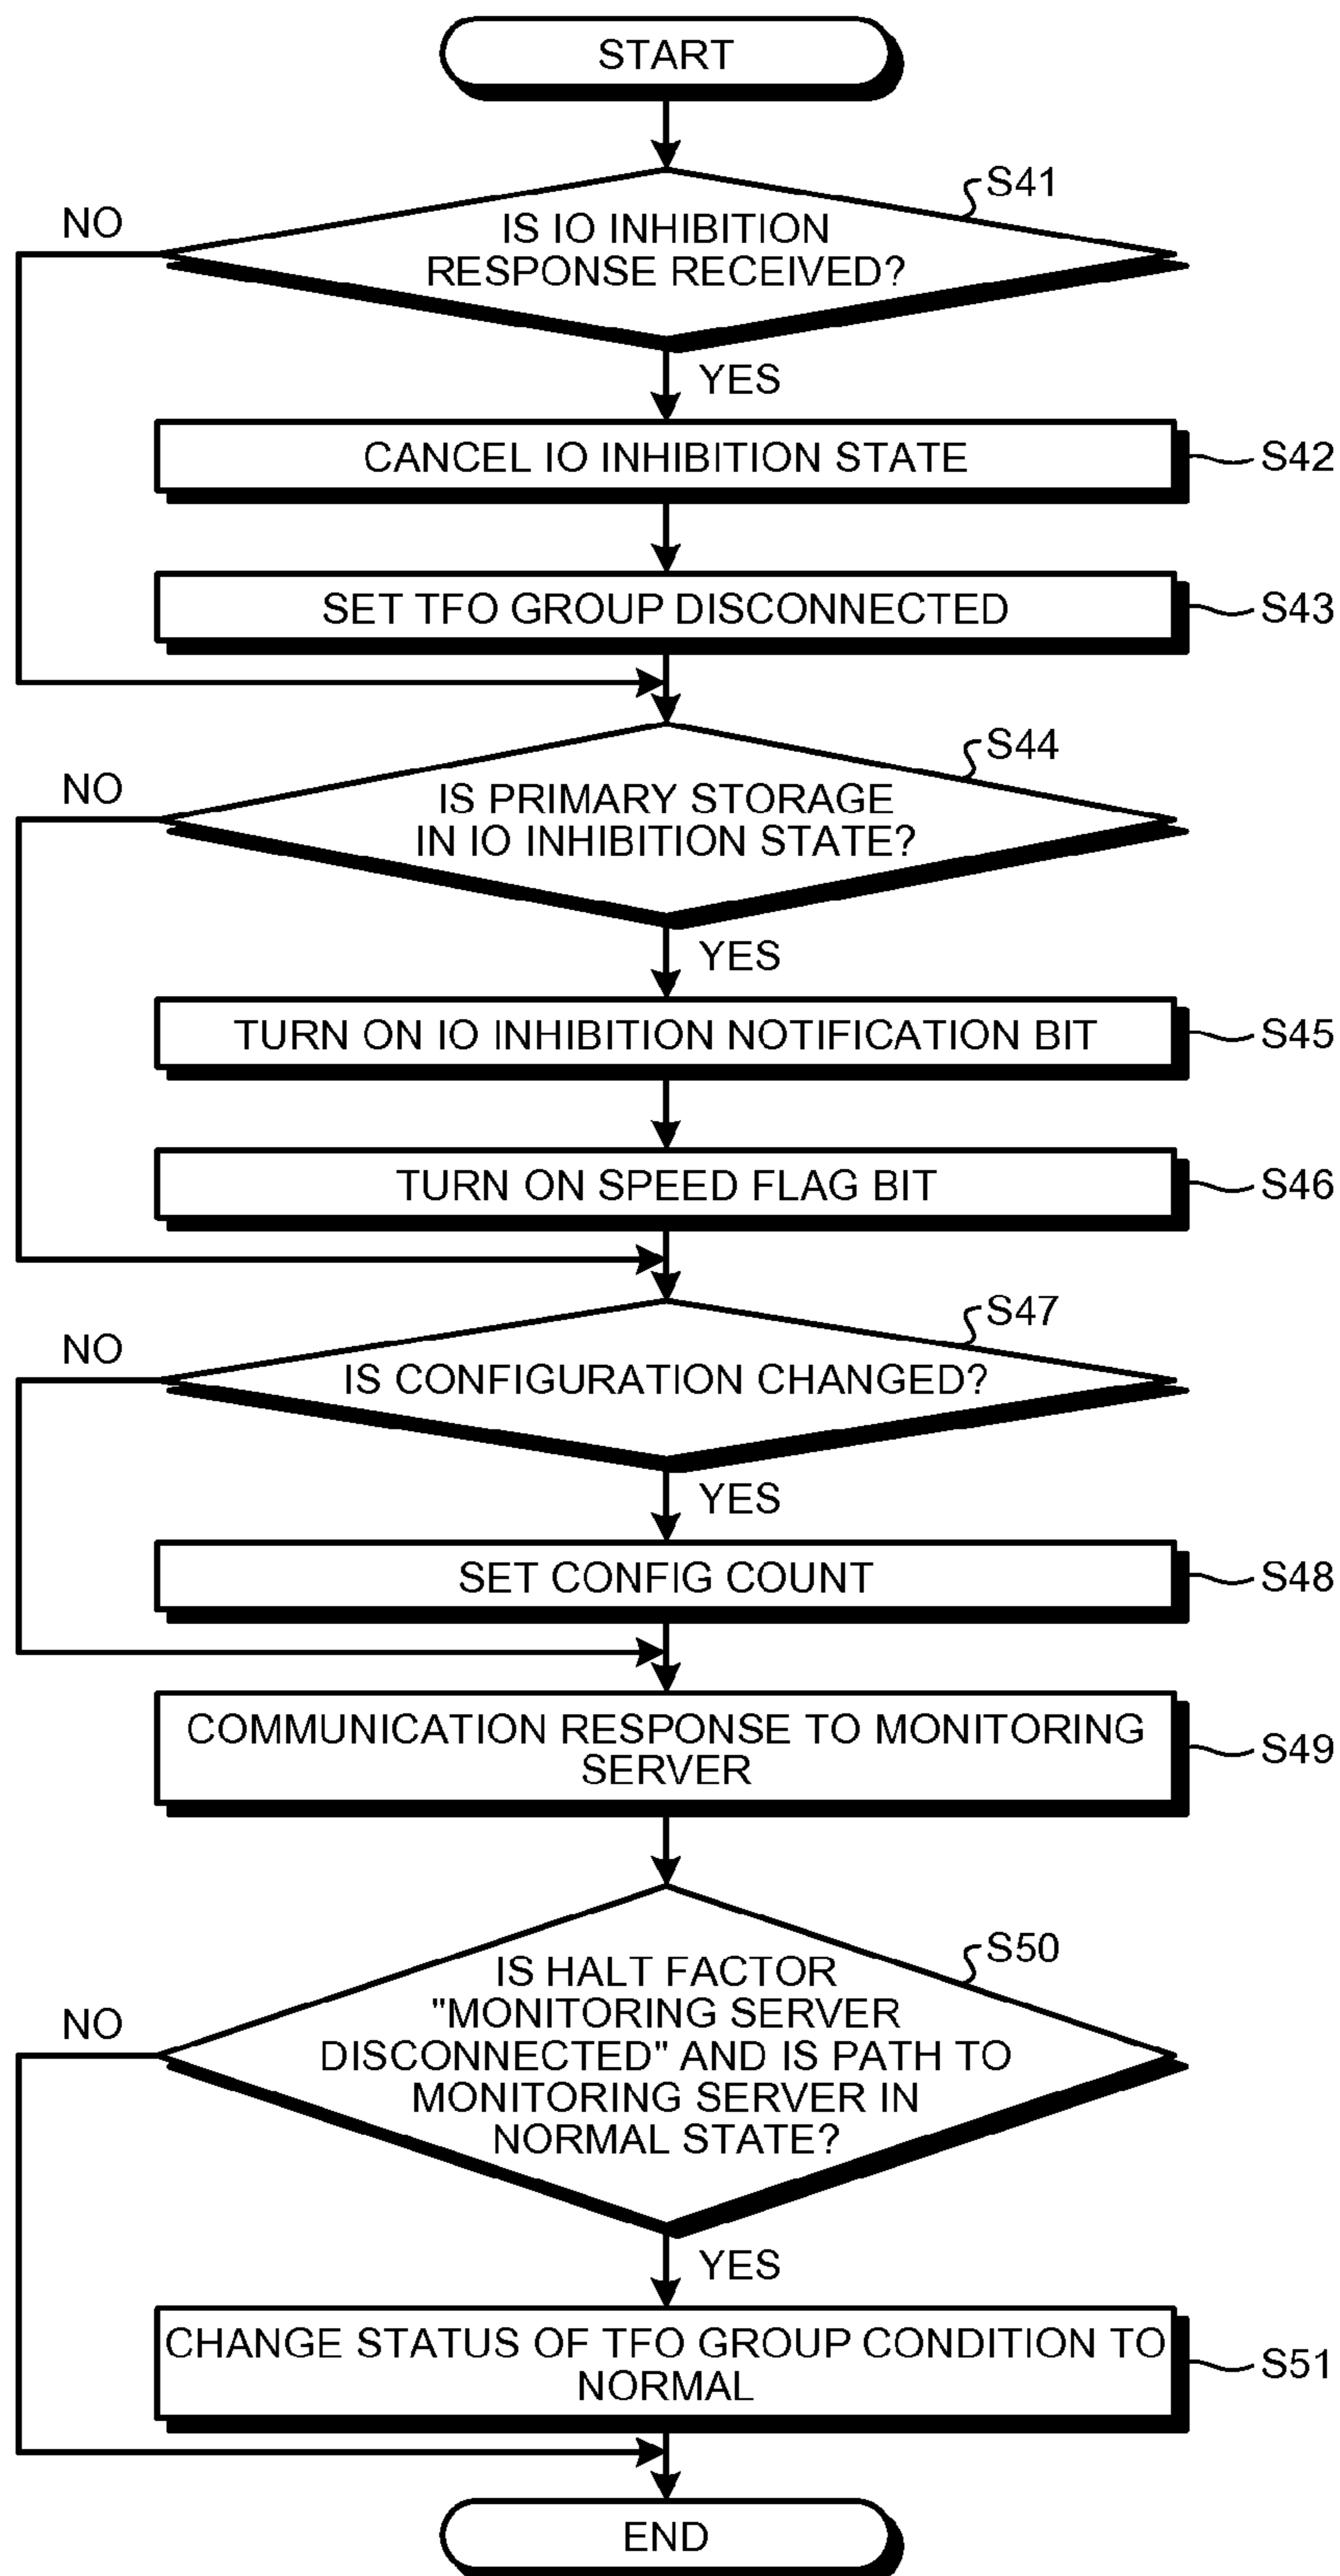 START
S41
NO
IS IO INHIBITION
RESPONSE RECEIVED?
YES
CANCEL IO INHIBITION STATE
S42
SET TFO GROUP DISCONNECTED
S43
S44
NO
IS PRIMARY STORAGE
IN IO INHIBITION STATE?
YES
TURN ON IO INHIBITION NOTIFICATION BIT
S45
TURN ON SPEED FLAG BIT
S46
S47
NO
IS CONFIGURATION CHANGED?
YES
SET CONFIG COUNT
S48
COMMUNICATION RESPONSE TO MONITORING
SERVER
S49
S50
NO
IS HALT FACTOR
"MONITORING SERVER
DISCONNECTED" AND IS PATH TO
MONITORING SERVER IN
NORMAL STATE?
YES
CHANGE STATUS OF TFO GROUP CONDITION TO
NORMAL
S51
END